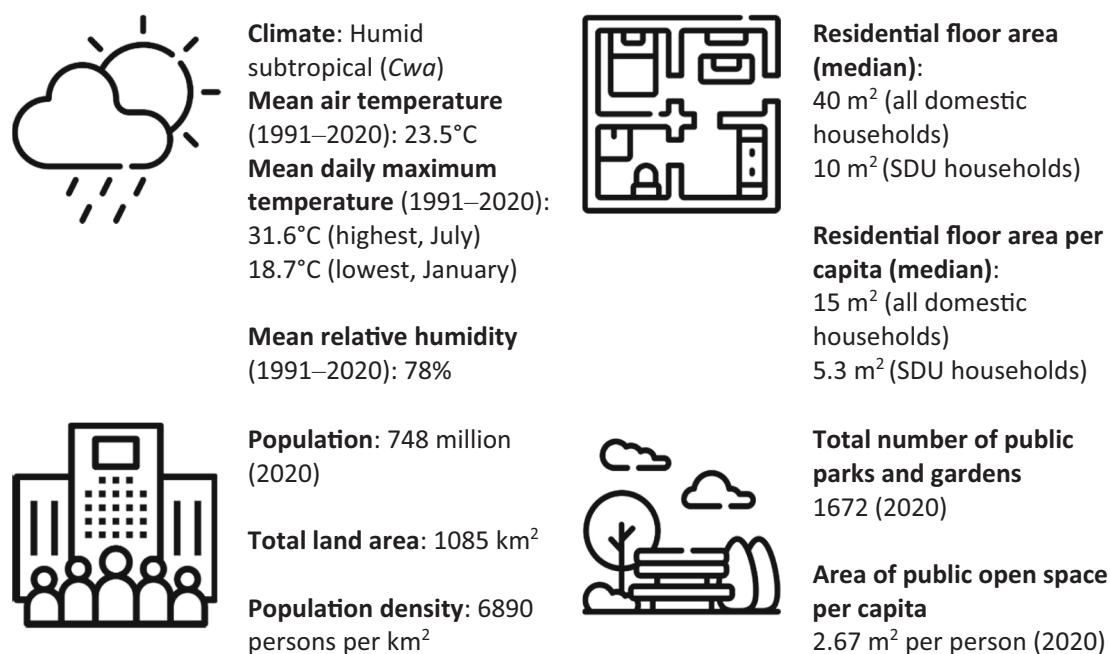 Climate: Humid
subtropical (Cwa)
Mean air temperature
(1991–2020): 23.5°C
Mean daily maximum
temperature (1991–2020):
31.6°C (highest, July)
18.7°C (lowest, January)
Mean relative humidity
(1991–2020): 78%
Residential floor area
(median):
40 m² (all domestic
households)
10 m² (SDU households)
Residential floor area per
capita (median):
15 m² (all domestic
households)
5.3 m² (SDU households)
Population: 748 million
(2020)
Total land area: 1085 km²
Population density: 6890
persons per km²
Total number of public
parks and gardens
1672 (2020)
Area of public open space
per capita
2.67 m² per person (2020)